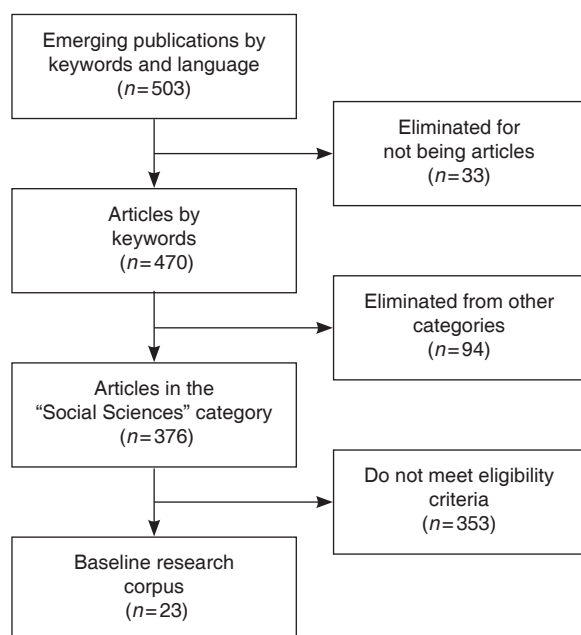 Emerging publications by
keywords and language
(n=503)
Eliminated for
not being articles
(n=33)
Articles by
keywords
(n=470)
Eliminated from other
categories
(n=94)
Articles in the
“Social Sciences” category
(n=376)
Do not meet eligibility
criteria
(n=353)
Baseline research
corpus
(n=23)